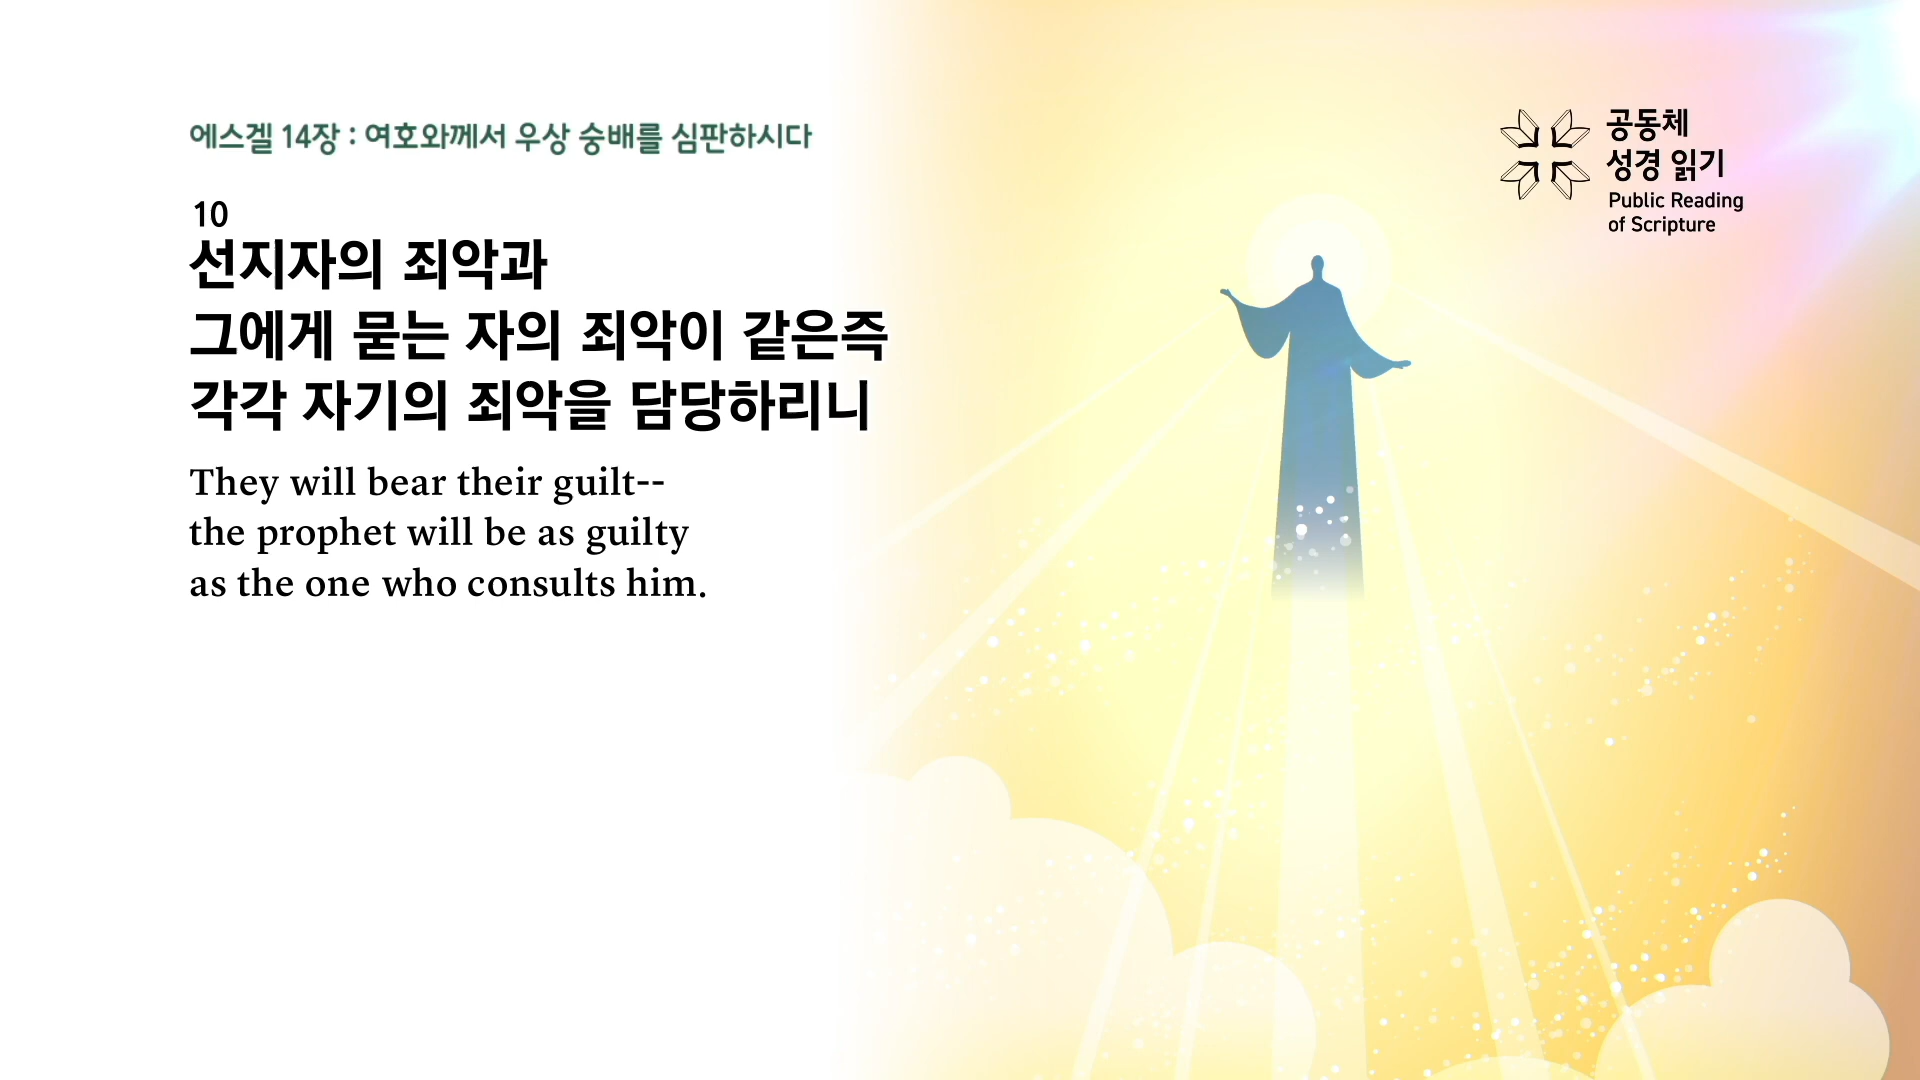 에스겔 14장 : 여호와께서 우상 숭배를 심판하시다
10
선지자의 죄악과
그에게 묻는 자의 죄악이 같은즉
각각 자기의 죄악을 담당하리니
They will bear their guilt--
the prophet will be as guilty
as the one who consults him.
공동체
성경 읽기
Public Reading
of Scripture